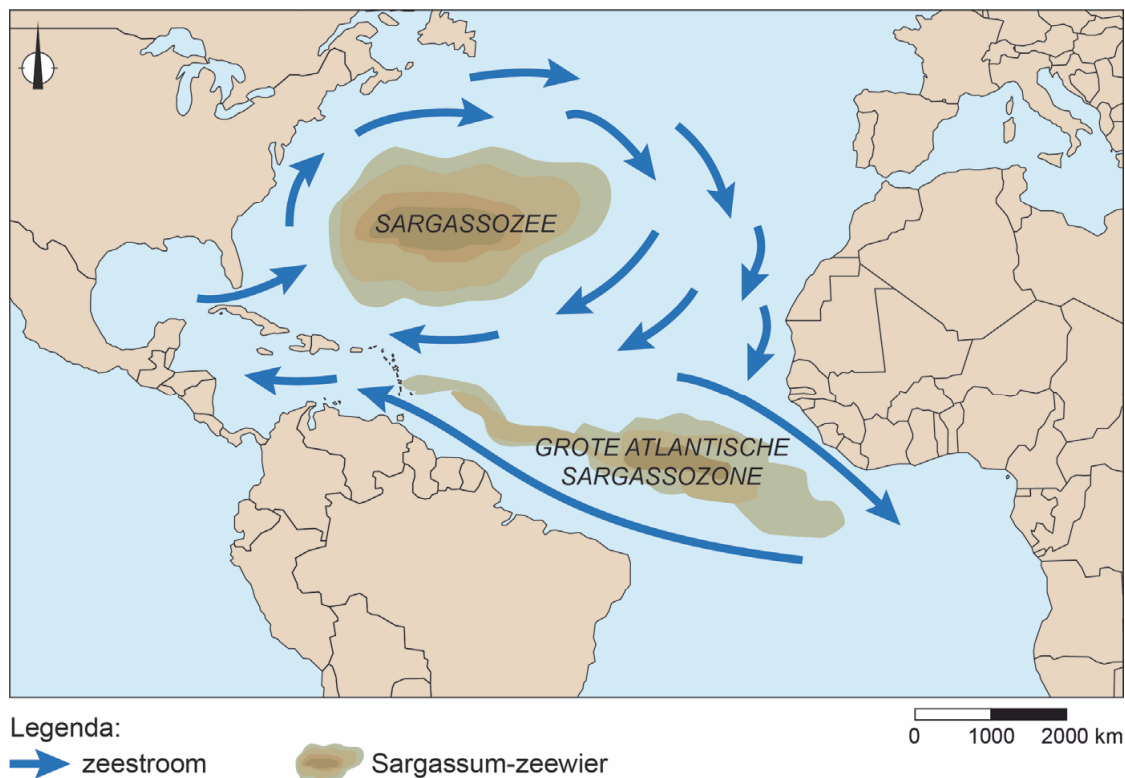 SARGASSOZEE
GROTE ATLANTISCHE
SARGASSOZONE
Legenda:
zeestroom
Sargassum-zeewier
0 1000 2000 km